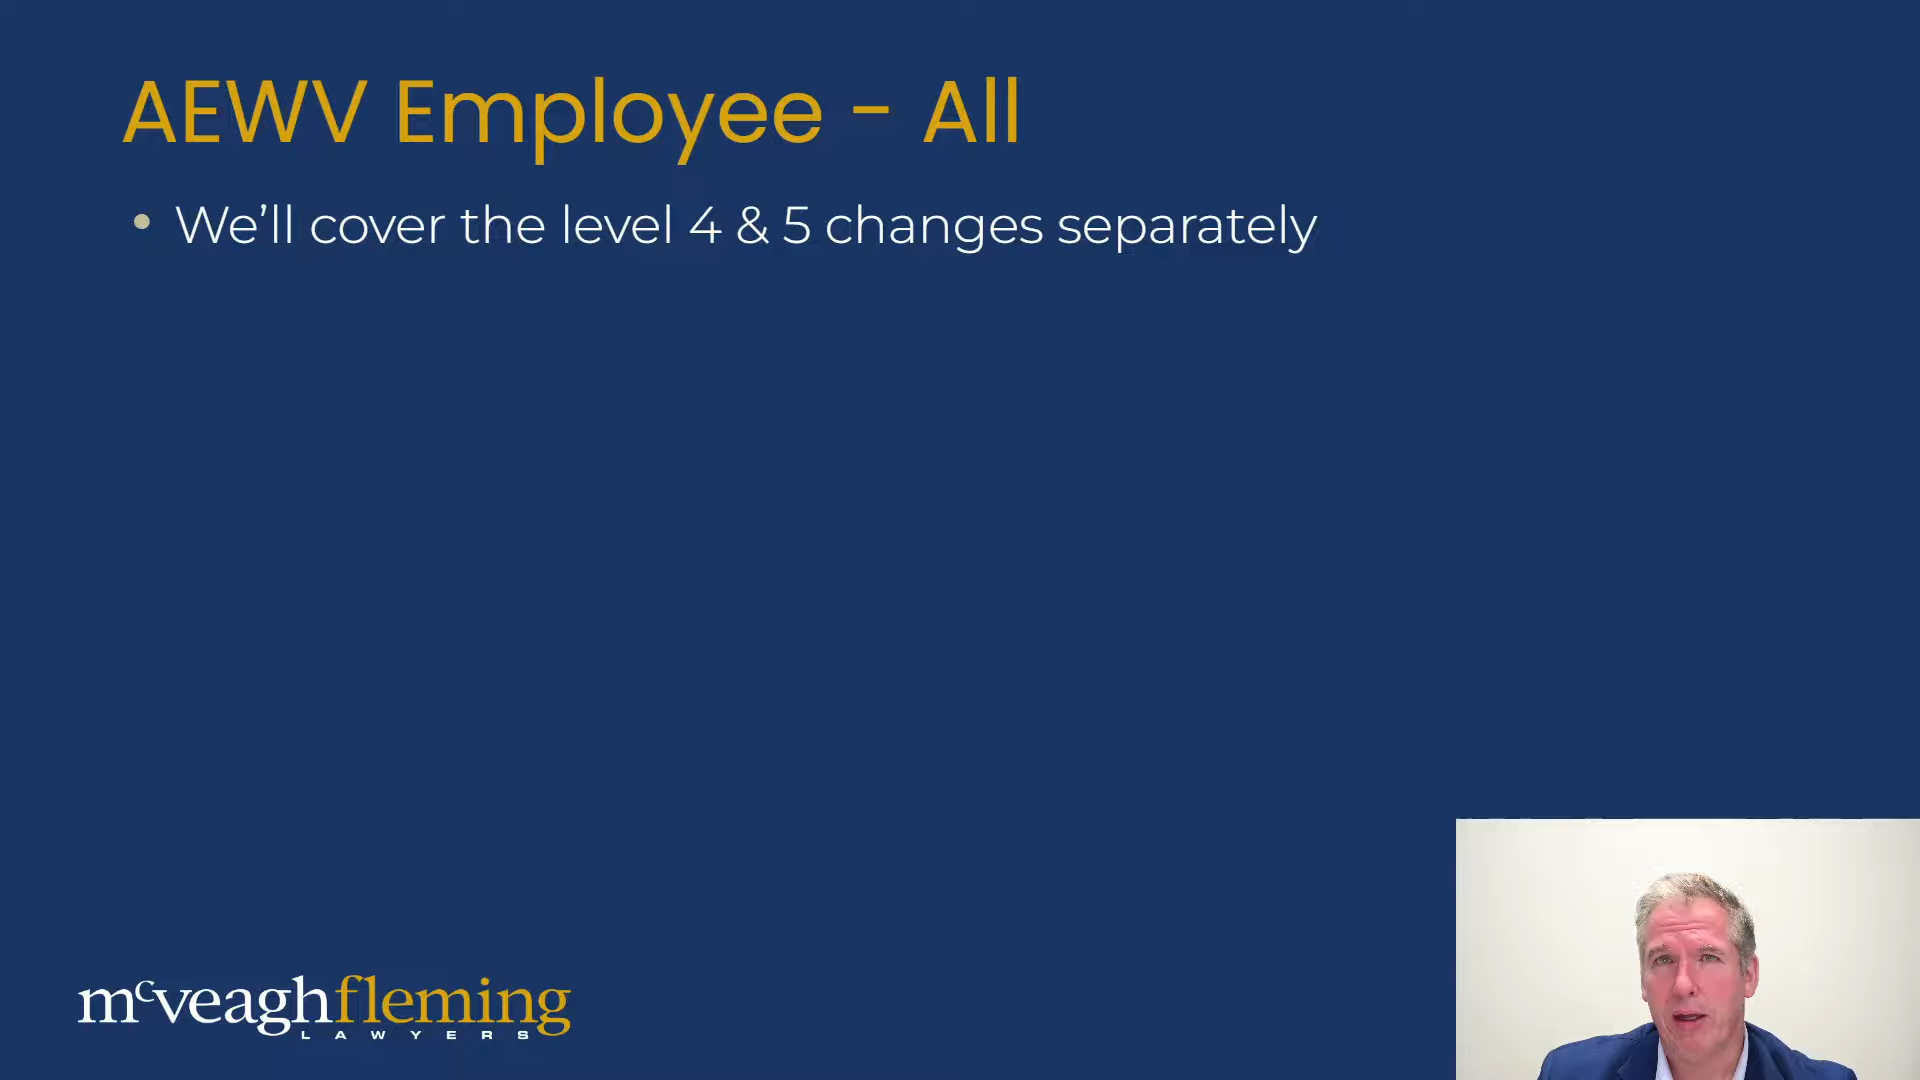 AEWV Employee - All
• We’ll cover the level 4 & 5 changes separately
mcveaghfleming
LAWYERS